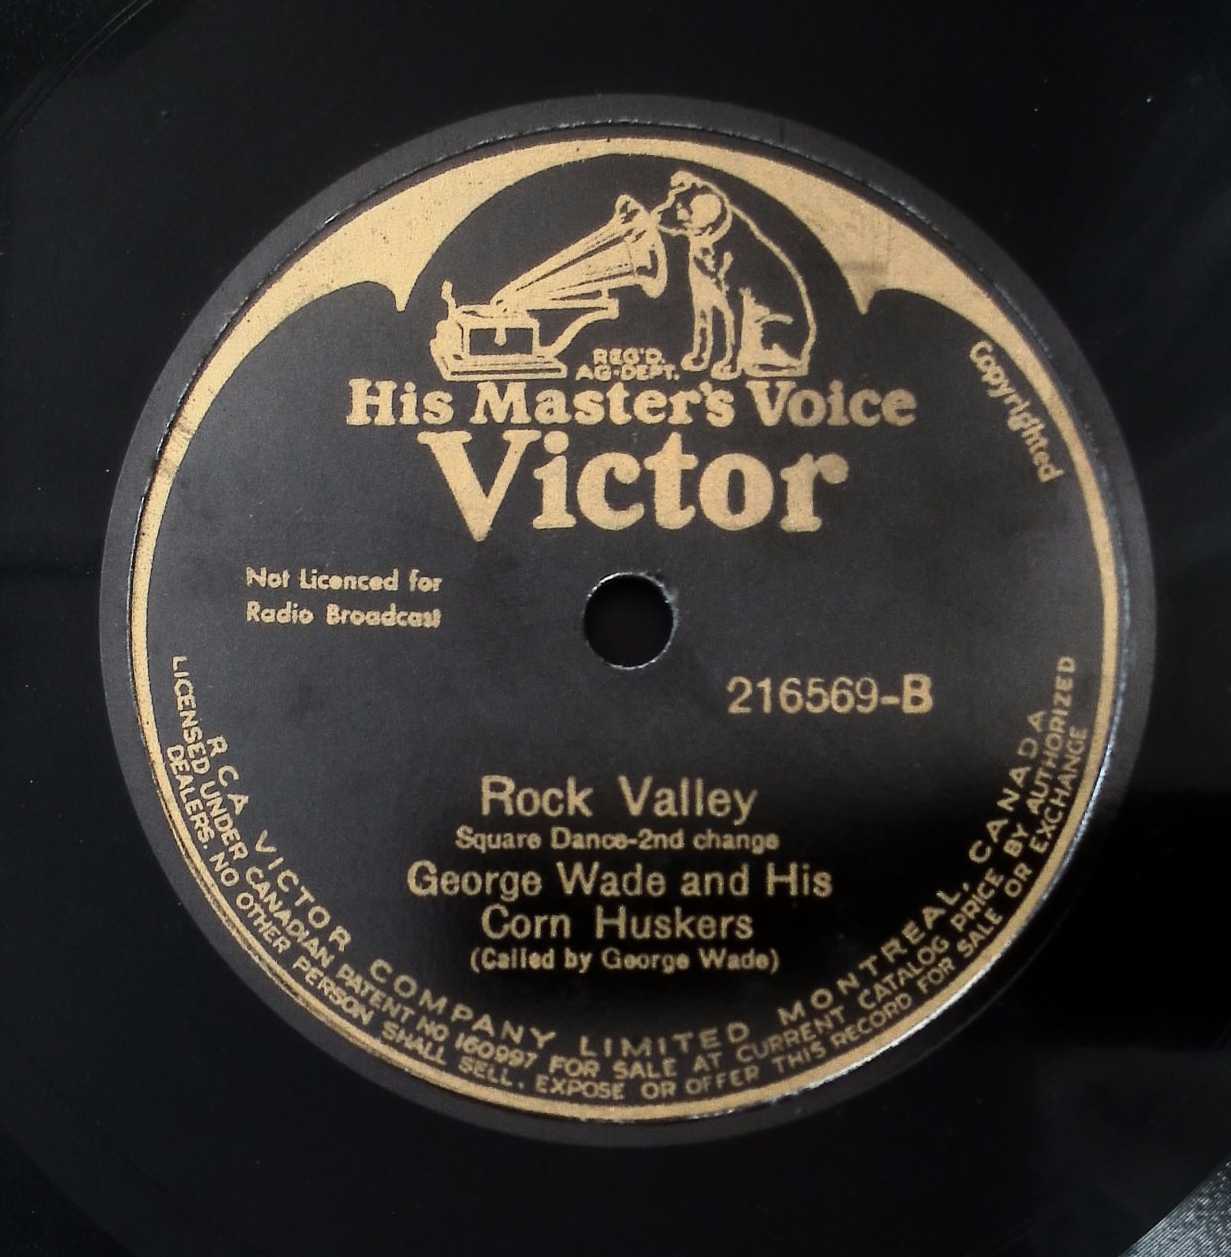 REG'D.
AG-DEPT.
His Master's Voice
Victor
Copyrighted
Not Licenced for
Radio Broadcast
216569-B
Rock Valley
Square Dance-2nd change
George Wade and His
Corn Huskers
(Called by George Wade)
RCA VICTOR COMPANY LIMITED MONTREAL, CANADA
LICENSED UNDER CANADIAN PATENT NO 160997 FOR SALE AT CURRENT CATALOG PRICE BY AUTHORIZED
DEALERS. NO OTHER PERSON SHALL SELL, EXPOSE OR OFFER THIS RECORD FOR SALE OR EXCHANGE